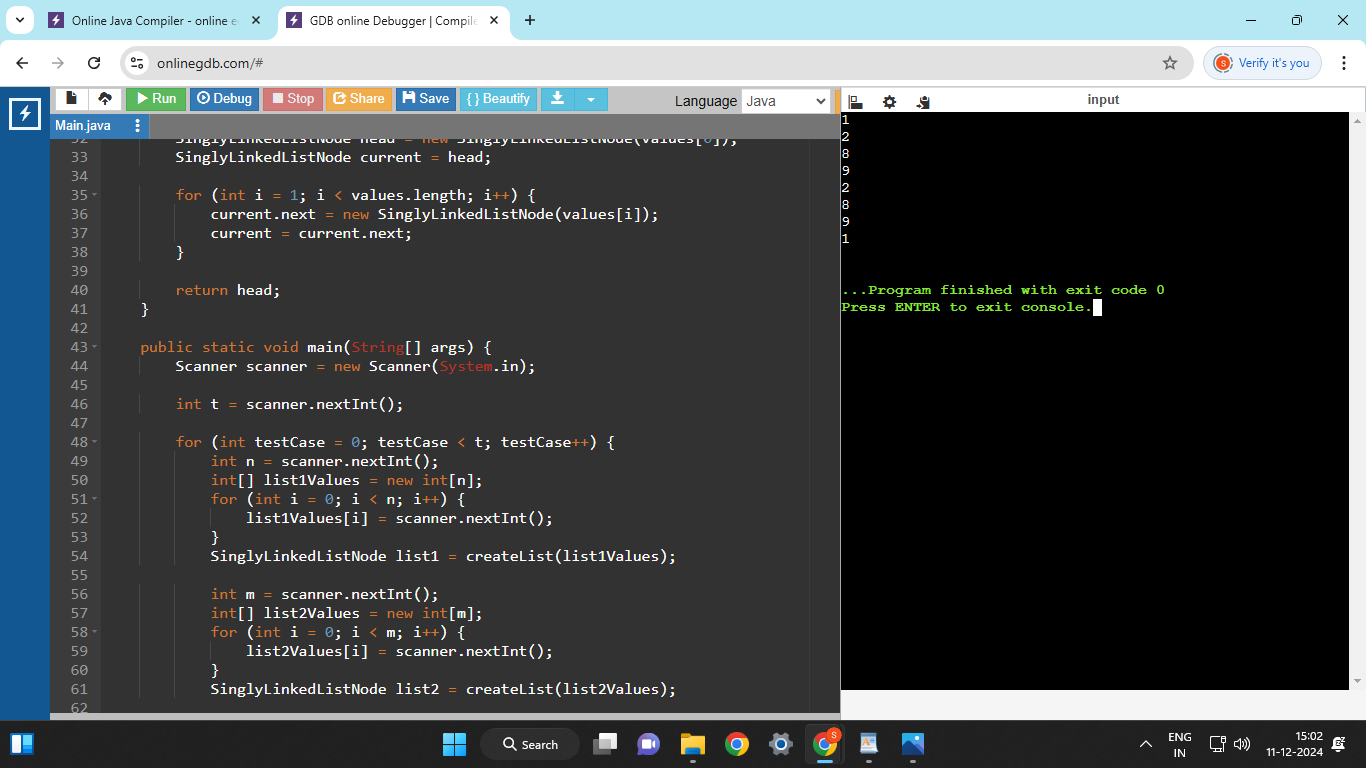 Online Java Compiler - online e
GDB online Debugger | Compile
onlinegdb.com/#
Verify it's you
Run
Debug
Stop
Share
Save
{ } Beautify
Language Java
input
Main.java
32 SinglyLinkedListNode head = new SinglyLinkedListNode(values[0]);
33 SinglyLinkedListNode current = head;
34
35 for (int i = 1; i < values.length; i++) {
36 current.next = new SinglyLinkedListNode(values[i]);
37 current = current.next;
38 }
39
40 return head;
41 }
42
43 public static void main(String[] args) {
44 Scanner scanner = new Scanner(System.in);
45
46 int t = scanner.nextInt();
47
48 for (int testCase = 0; testCase < t; testCase++) {
49 int n = scanner.nextInt();
50 int[] list1Values = new int[n];
51 for (int i = 0; i < n; i++) {
52 list1Values[i] = scanner.nextInt();
53 }
54 SinglyLinkedListNode list1 = createList(list1Values);
55
56 int m = scanner.nextInt();
57 int[] list2Values = new int[m];
58 for (int i = 0; i < m; i++) {
59 list2Values[i] = scanner.nextInt();
60 }
61 SinglyLinkedListNode list2 = createList(list2Values);
62
1
2
8
9
2
8
9
1
...Program finished with exit code 0
Press ENTER to exit console.
Search
ENG
IN
15:02
11-12-2024